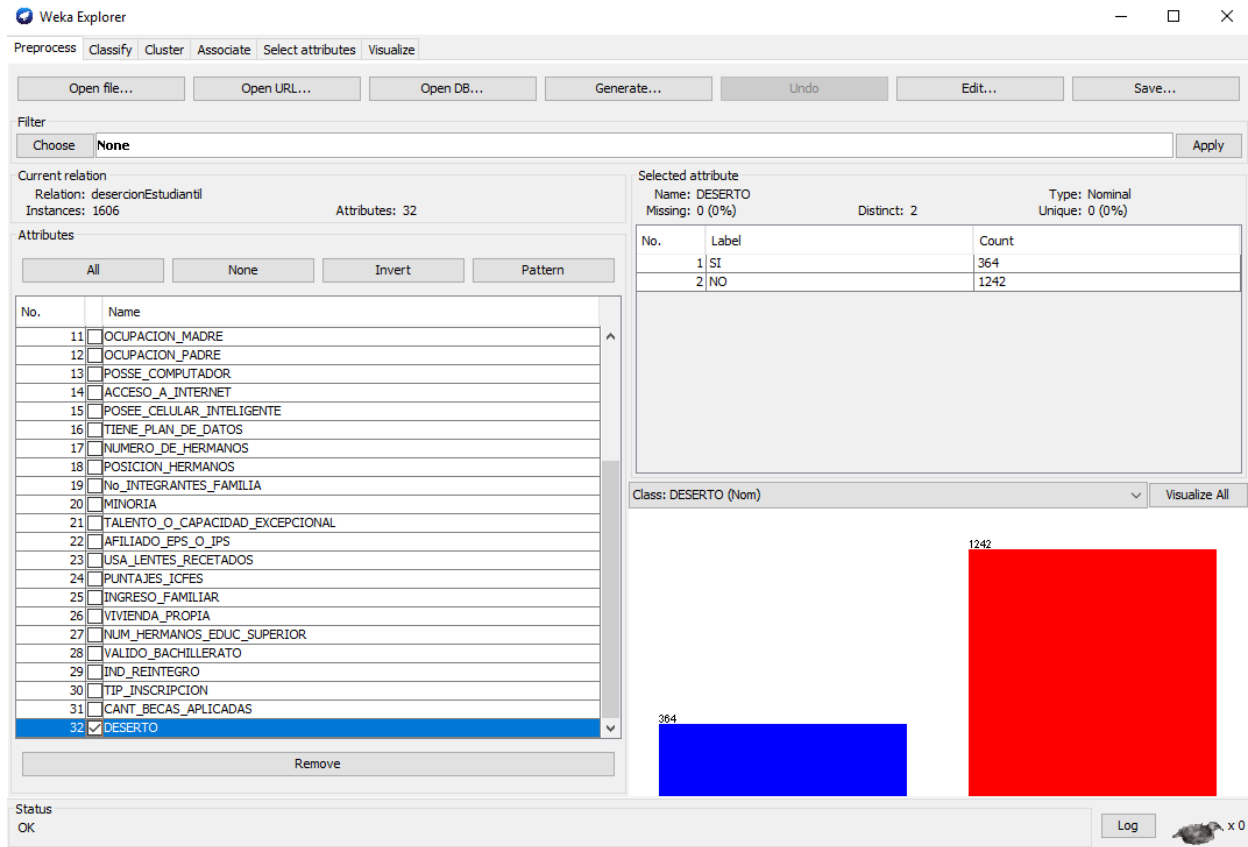 Weka Explorer
Preprocess Classify Cluster Associate Select attributes Visualize
Open file... Open URL... Open DB... Generate... Undo Edit... Save...
Filter
Choose None Apply
Current relation
Relation: desercionEstudiantil
Instances: 1606 Attributes: 32
Attributes
All None Invert Pattern
No. Name
11 OCUPACION_MADRE
12 OCUPACION_PADRE
13 POSSE_COMPUTADOR
14 ACCESO_A_INTERNET
15 POSEE_CELULAR_INTELIGENTE
16 TIENE_PLAN_DE_DATOS
17 NUMERO_DE_HERMANOS
18 POSICION_HERMANOS
19 No_INTEGRANTES_FAMILIA
20 MINORIA
21 TALENTO_O_CAPACIDAD_EXCEPCIONAL
22 AFILIADO_EPS_O_IPS
23 USA_LENTES_RECETADOS
24 PUNTAJES_ICFES
25 INGRESO_FAMILIAR
26 VIVIENDA_PROPIA
27 NUM_HERMANOS_EDUC_SUPERIOR
28 VALIDO_BACHILLERATO
29 IND_REINTEGRO
30 TIP_INSCRIPCION
31 CANT_BECAS_APLICADAS
32 DESERTO
Remove
Selected attribute
Name: DESERTO Type: Nominal
Missing: 0 (0%) Distinct: 2 Unique: 0 (0%)
No. Label Count
1 SI 364
2 NO 1242
Class: DESERTO (Nom) Visualize All
1242
364
Status
OK Log x 0